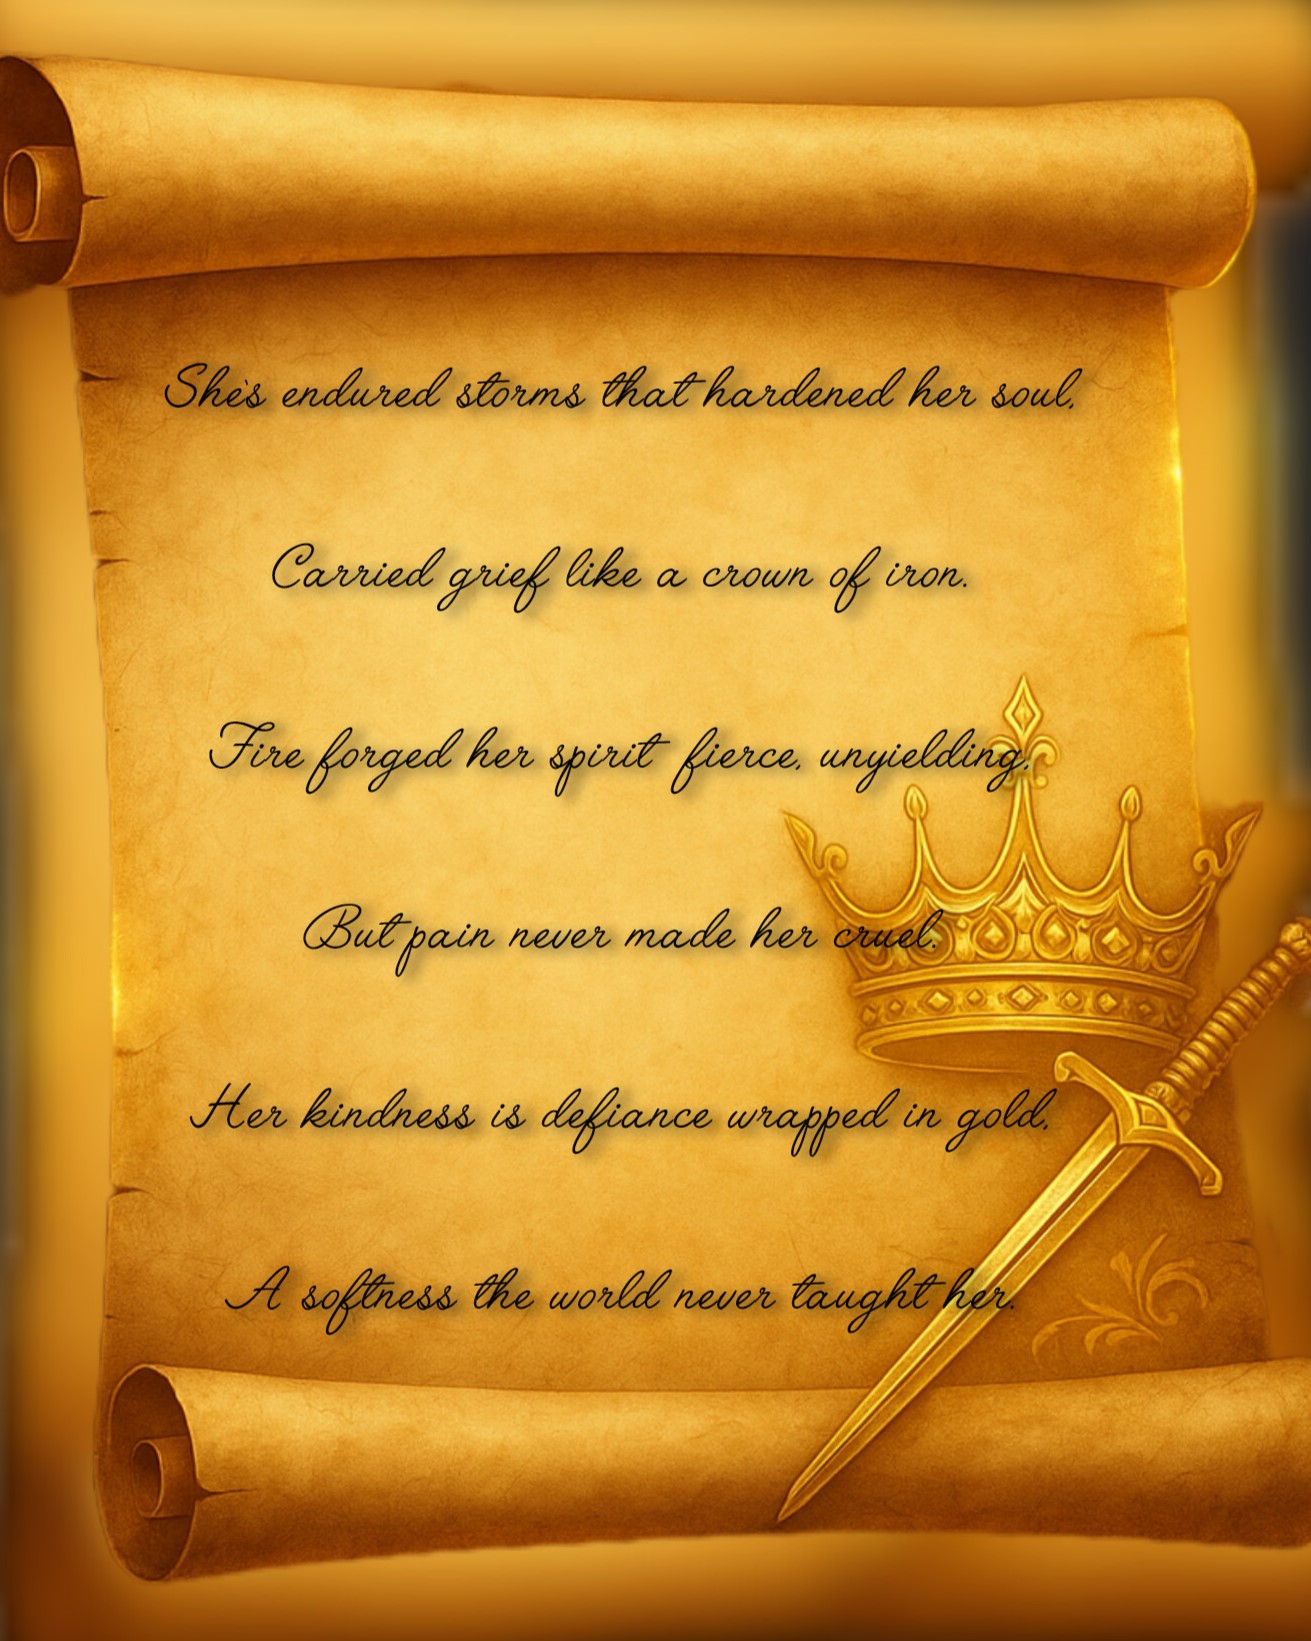 She's endured storms that hardened her soul,
Carried grief like a crown of iron.
Fire forged her spirit fierce, unyielding,
But pain never made her cruel.
Her kindness is defiance wrapped in gold,
A softness the world never taught her.